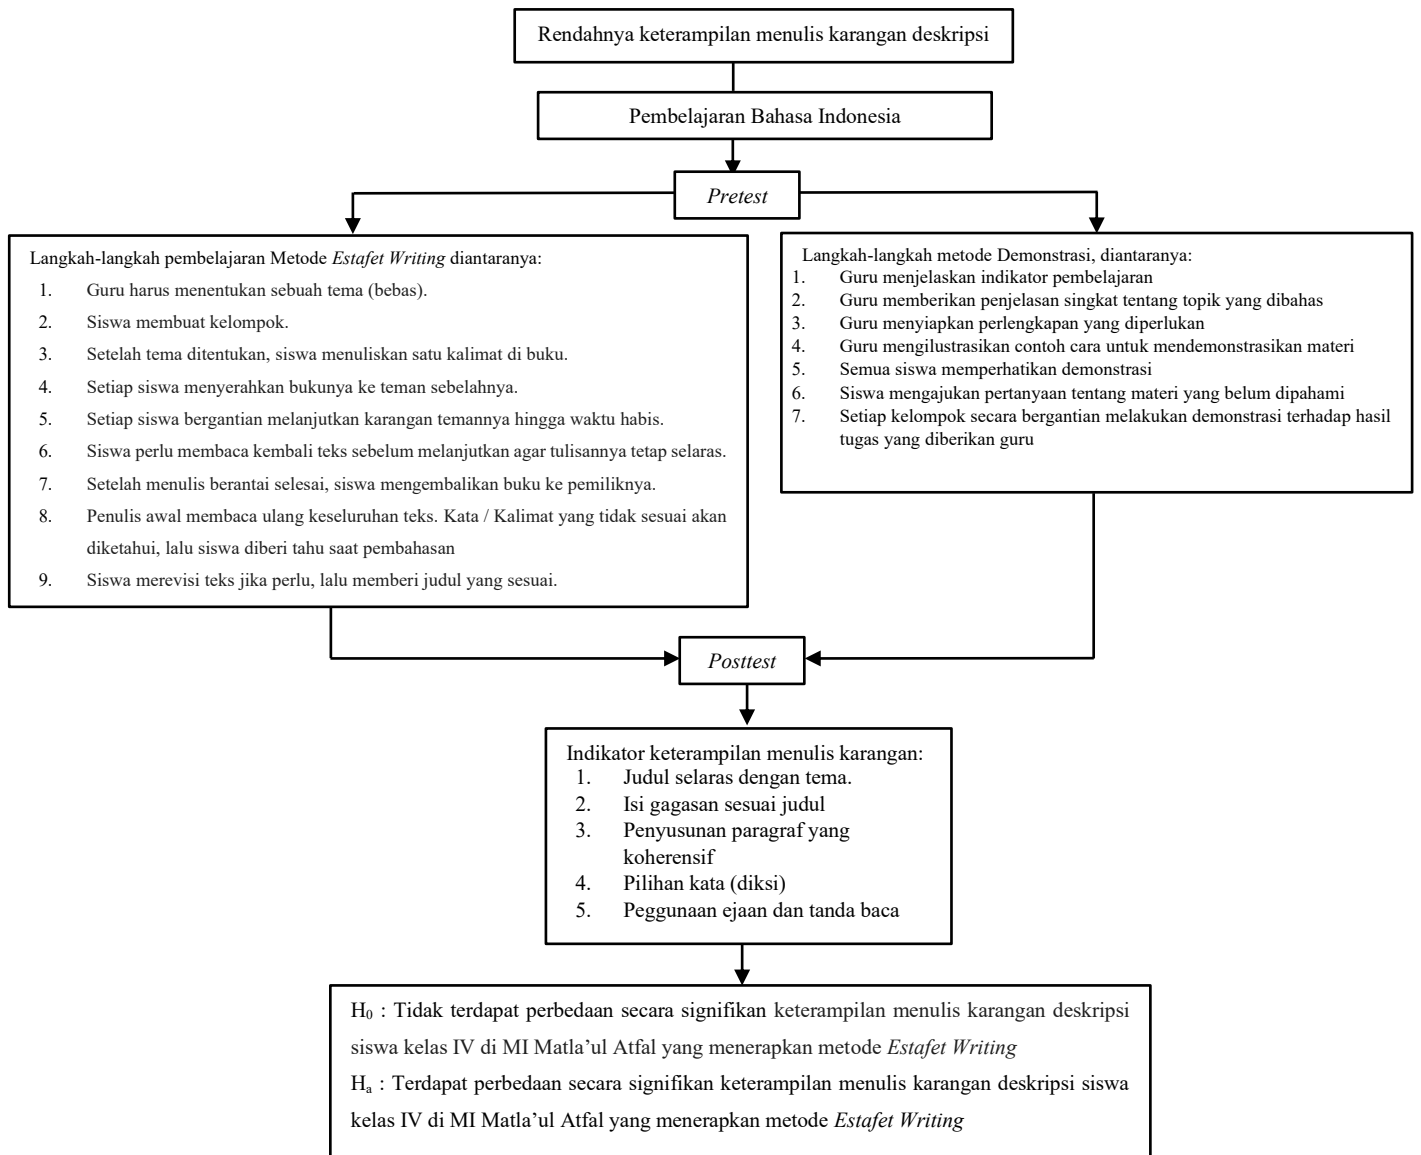 Rendahnya keterampilan menulis karangan deskripsi
Pembelajaran Bahasa Indonesia
Pretest
Langkah-langkah pembelajaran Metode Estafet Writing diantaranya:
1. Guru harus menentukan sebuah tema (bebas).
2. Siswa membuat kelompok.
3. Setelah tema ditentukan, siswa menuliskan satu kalimat di buku.
4. Setiap siswa menyerahkan bukunya ke teman sebelahnya.
5. Setiap siswa bergantian melanjutkan karangan temannya hingga waktu habis.
6. Siswa perlu membaca kembali teks sebelum melanjutkan agar tulisannya tetap selaras.
7. Setelah menulis berantai selesai, siswa mengembalikan buku ke pemiliknya.
8. Penulis awal membaca ulang keseluruhan teks. Kata / Kalimat yang tidak sesuai akan
diketahui, lalu siswa diberi tahu saat pembahasan
9. Siswa merevisi teks jika perlu, lalu memberi judul yang sesuai.
Langkah-langkah metode Demonstrasi, diantaranya:
1. Guru menjelaskan indikator pembelajaran
2. Guru memberikan penjelasan singkat tentang topik yang dibahas
3. Guru menyiapkan perlengkapan yang diperlukan
4. Guru mengilustrasikan contoh cara untuk mendemonstrasikan materi
5. Semua siswa memperhatikan demonstrasi
6. Siswa mengajukan pertanyaan tentang materi yang belum dipahami
7. Setiap kelompok secara bergantian melakukan demonstrasi terhadap hasil
tugas yang diberikan guru
Posttest
Indikator keterampilan menulis karangan:
1. Judul selaras dengan tema.
2. Isi gagasan sesuai judul
3. Penyusunan paragraf yang
koherensif
4. Pilihan kata (diksi)
5. Peggunaan ejaan dan tanda baca
H₀ : Tidak terdapat perbedaan secara signifikan keterampilan menulis karangan deskripsi
siswa kelas IV di MI Matla’ul Atfal yang menerapkan metode Estafet Writing
Hₐ : Terdapat perbedaan secara signifikan keterampilan menulis karangan deskripsi siswa
kelas IV di MI Matla’ul Atfal yang menerapkan metode Estafet Writing